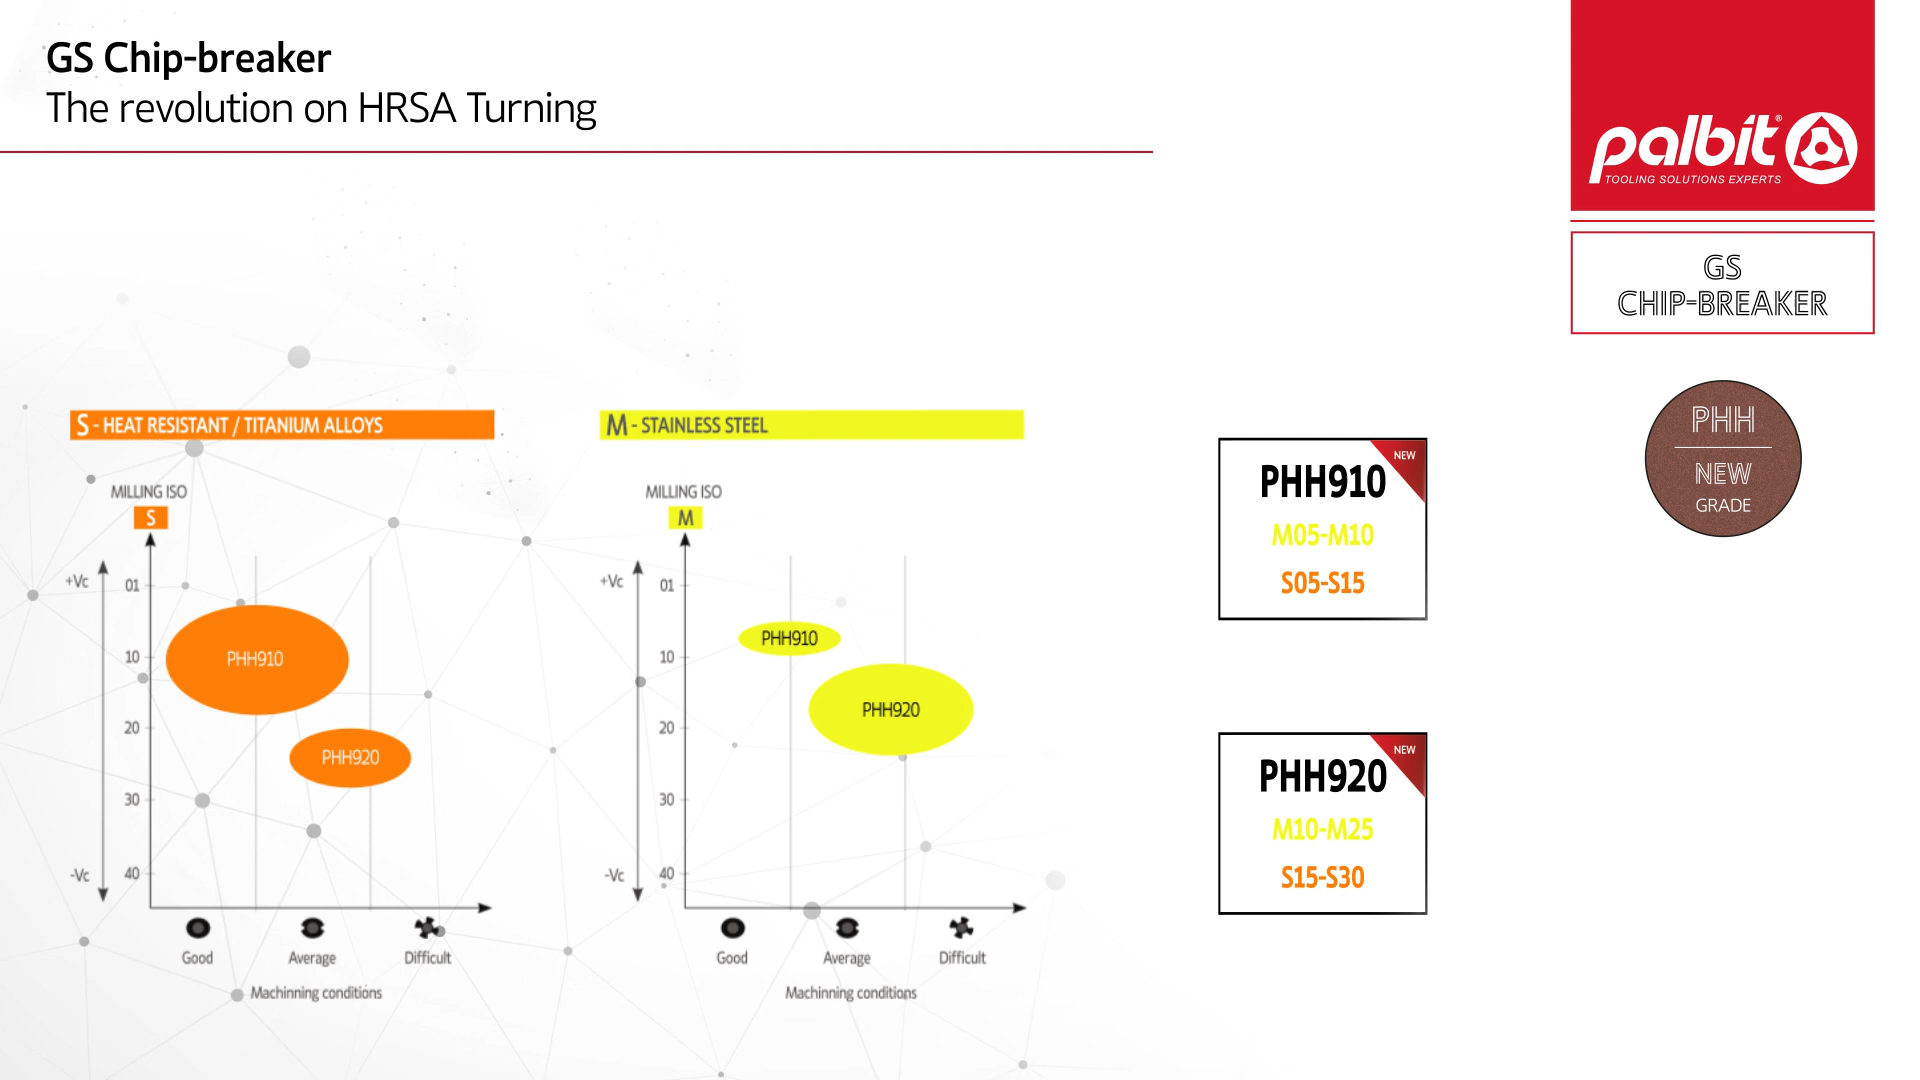 GS Chip-breaker
The revolution on HRSA Turning
palbit®
TOOLING SOLUTIONS EXPERTS
GS
CHIP-BREAKER
PHH
NEW
GRADE
S - HEAT RESISTANT / TITANIUM ALLOYS
MILLING ISO
S
+Vc
01
10
20
30
40
-Vc
PHH910
PHH920
Good
Average
Difficult
Machinning conditions
M - STAINLESS STEEL
MILLING ISO
M
+Vc
01
10
20
30
40
-Vc
PHH910
PHH920
Good
Average
Difficult
Machinning conditions
NEW
PHH910
M05-M10
S05-S15
NEW
PHH920
M10-M25
S15-S30